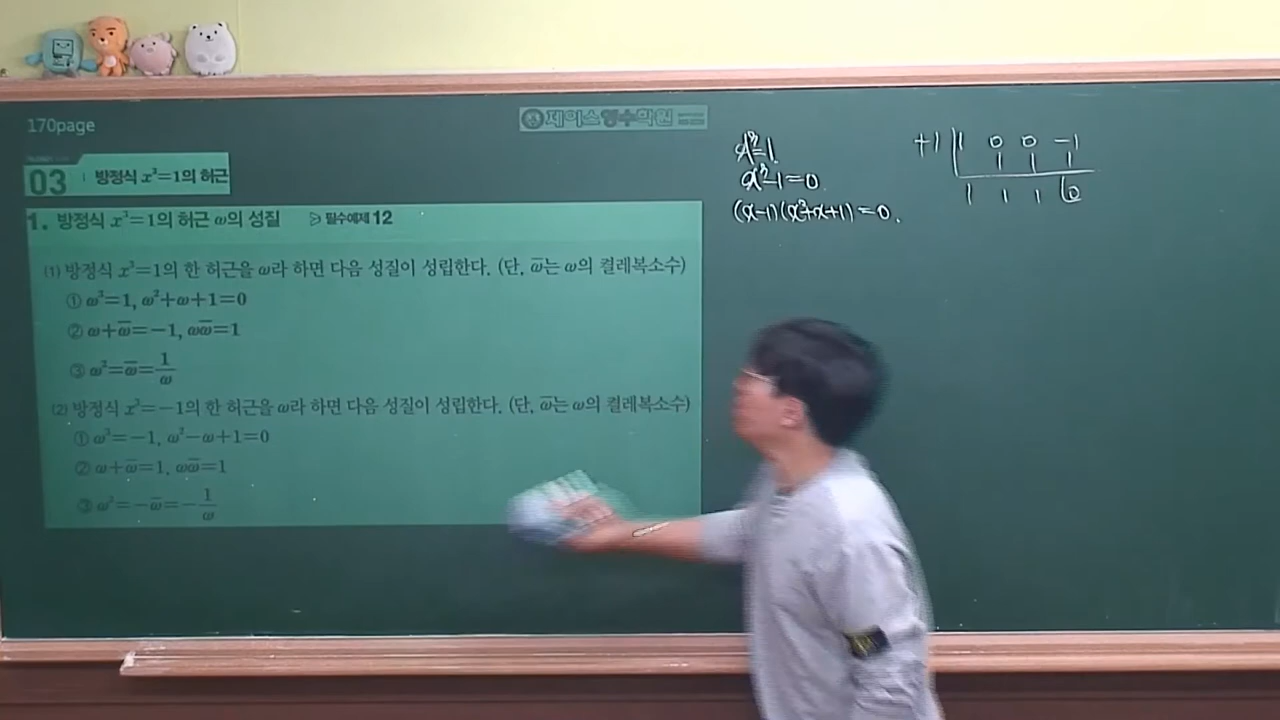 170page
제이스영수학원
03 방정식 x³=1의 허근
1. 방정식 x³=1의 허근 ω의 성질 ▷ 필수예제 12
(1) 방정식 x³=1의 한 허근을 ω라 하면 다음 성질이 성립한다. (단, ω̅는 ω의 켤레복소수)
① ω³=1, ω²+ω+1=0
② ω+ω̅=-1, ωω̅=1
③ ω²=ω̅=1/ω
(2) 방정식 x³=-1의 한 허근을 ω라 하면 다음 성질이 성립한다. (단, ω̅는 ω의 켤레복소수)
① ω³=-1, ω²-ω+1=0
② ω+ω̅=1, ωω̅=1
③ ω²=-ω̅=-1/ω
x³=1.
x³-1=0.
(x-1)(x²+x+1)=0.
+1 | 1 0 0 -1
1 1 1
1 1 1 0